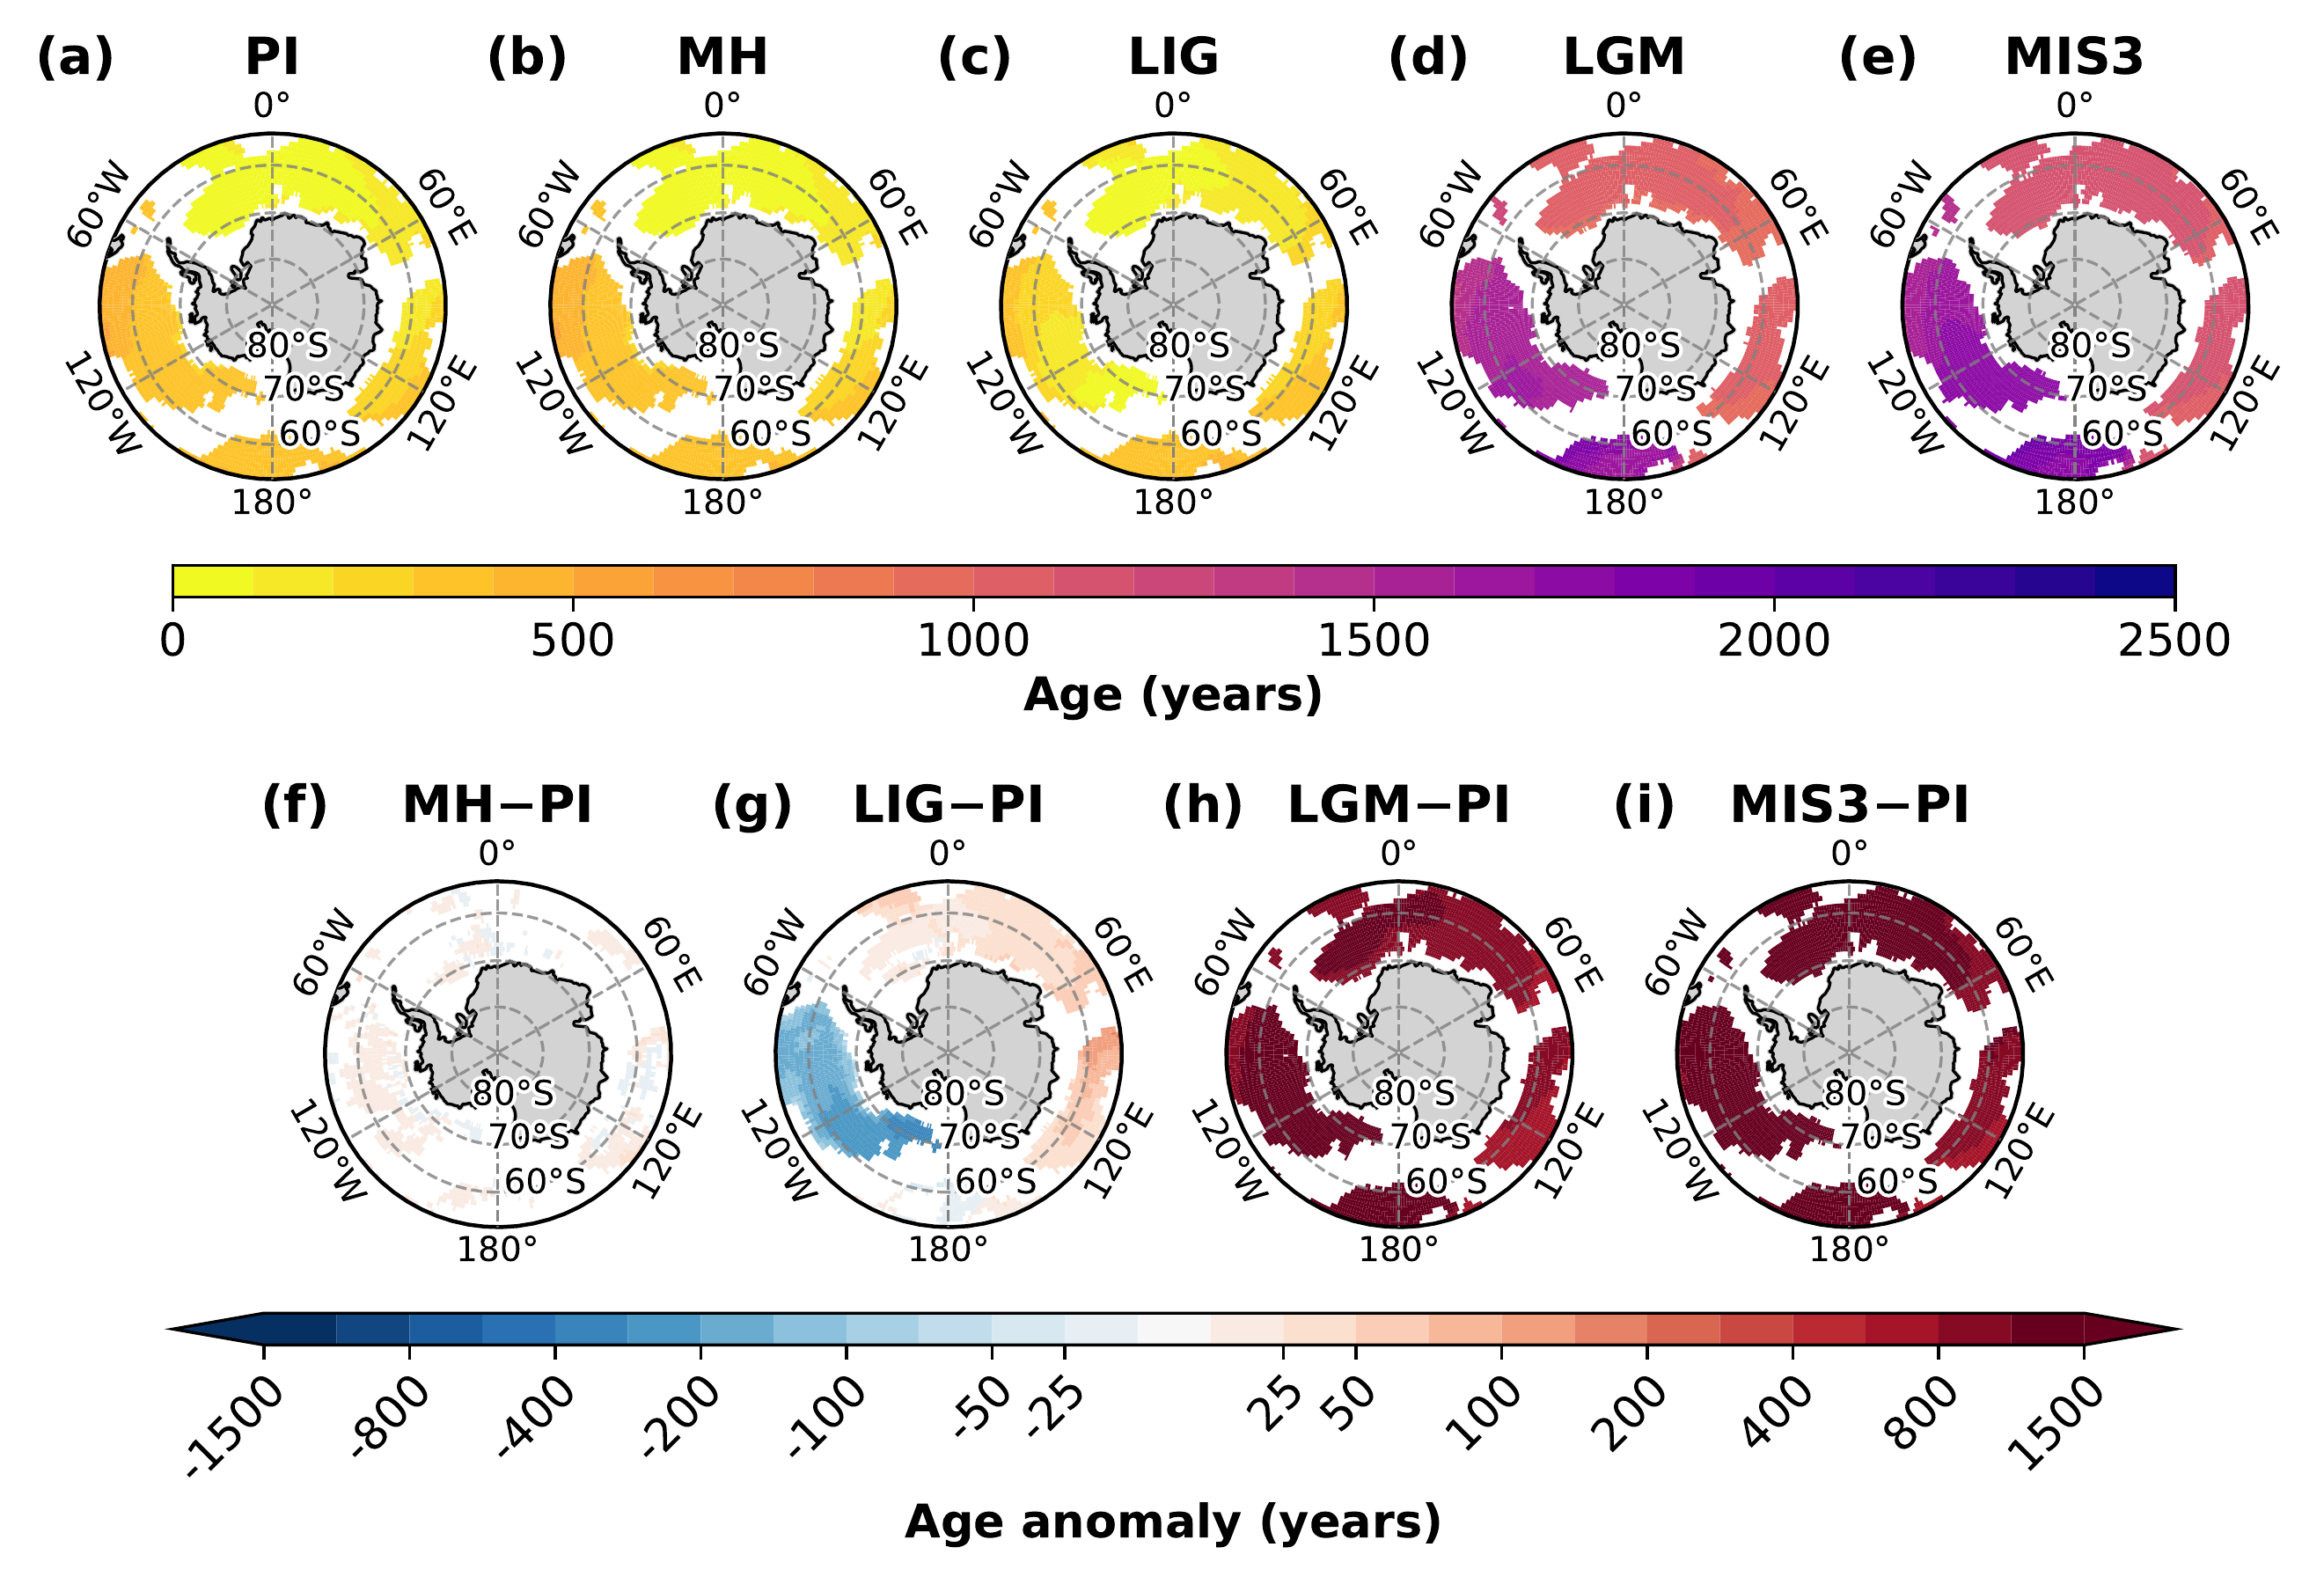 (a) PI (b) MH (c) LIG (d) LGM (e) MIS3
0° 0° 0° 0° 0°
60°W 60°E 60°W 60°E 60°W 60°E 60°W 60°E 60°W 60°E
80°S 80°S 80°S 80°S 80°S
70°S 70°S 70°S 70°S 70°S
120°W 60°S 120°E 120°W 60°S 120°E 120°W 60°S 120°E 120°W 60°S 120°E 120°W 60°S 120°E
180° 180° 180° 180° 180°
0 500 1000 1500 2000 2500
Age (years)
(f) MH−PI (g) LIG−PI (h) LGM−PI (i) MIS3−PI
0° 0° 0° 0°
60°W 60°E 60°W 60°E 60°W 60°E 60°W 60°E
80°S 80°S 80°S 80°S
70°S 70°S 70°S 70°S
120°W 60°S 120°E 120°W 60°S 120°E 120°W 60°S 120°E 120°W 60°S 120°E
180° 180° 180° 180°
-1500 -800 -400 -200 -100 -50 -25 25 50 100 200 400 800 1500
Age anomaly (years)